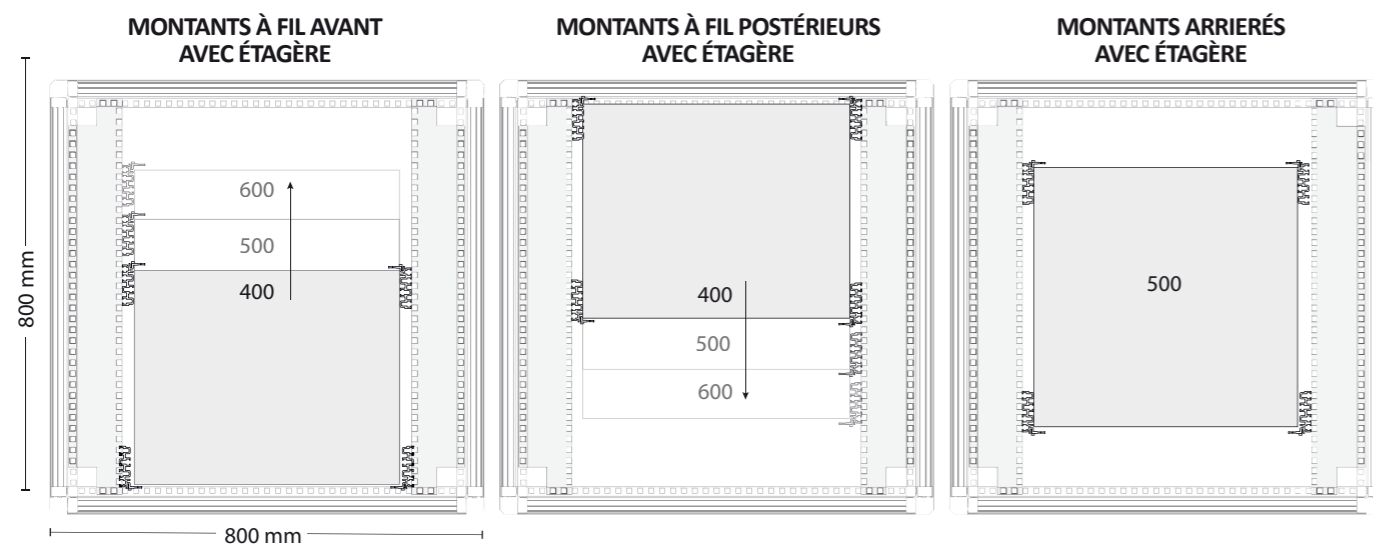 MONTANTS À FIL AVANT
AVEC ÉTAGÈRE
MONTANTS À FIL POSTÉRIEURS
AVEC ÉTAGÈRE
MONTANTS ARRIERÉS
AVEC ÉTAGÈRE
800 mm
600
500
400
800 mm
400
500
600
500